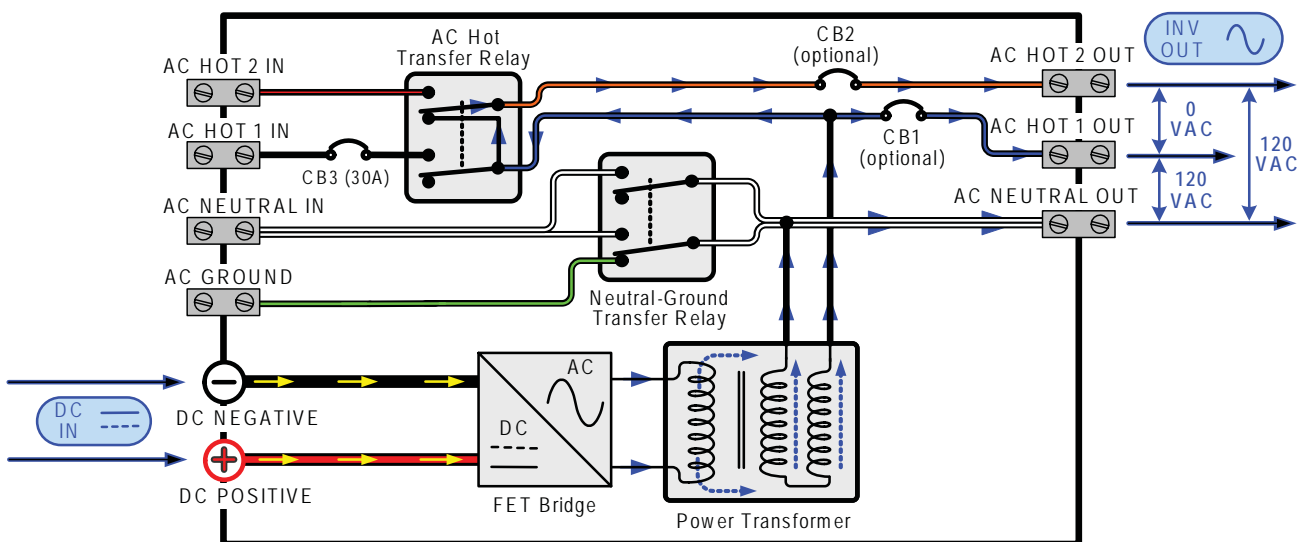 AC Hot
Transfer Relay
CB2
(optional)
INV
OUT
AC HOT 2 IN
AC HOT 2 OUT
AC HOT 1 IN
CB3 (30A)
CB1
(optional)
AC HOT 1 OUT
0
VAC
120
VAC
120
VAC
AC NEUTRAL IN
AC NEUTRAL OUT
AC GROUND
Neutral-Ground
Transfer Relay
DC NEGATIVE
DC
IN
DC POSITIVE
AC
DC
FET Bridge
Power Transformer